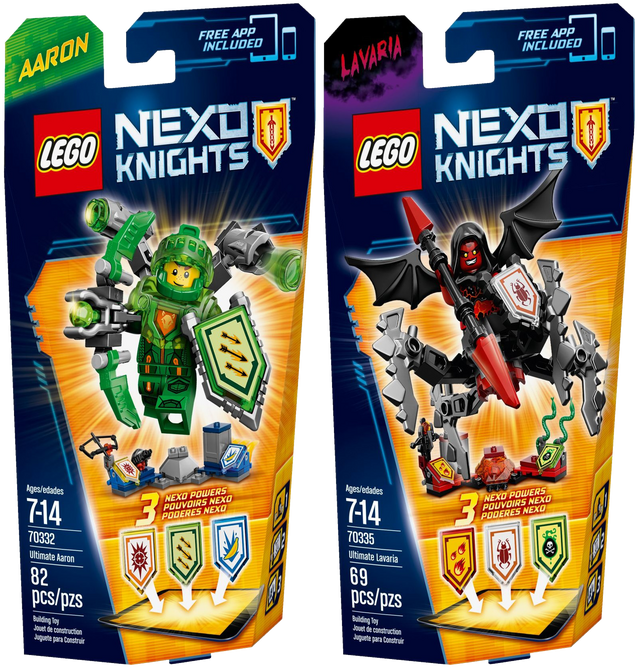 AARON
FREE APP
INCLUDED
LEGO
NEXO
KNIGHTS
Ages/edades
7-14
70332
Ultimate Aaron
82
pcs/pzs
Building Toy
Jouet de construction
Juguete para Construir
3 NEXO POWERS
POUVOIRS NEXO
PODERES NEXO
LAVARIA
FREE APP
INCLUDED
LEGO
NEXO
KNIGHTS
Ages/edades
7-14
70335
Ultimate Lavaria
69
pcs/pzs
Building Toy
Jouet de construction
Juguete para Construir
3 NEXO POWERS
POUVOIRS NEXO
PODERES NEXO